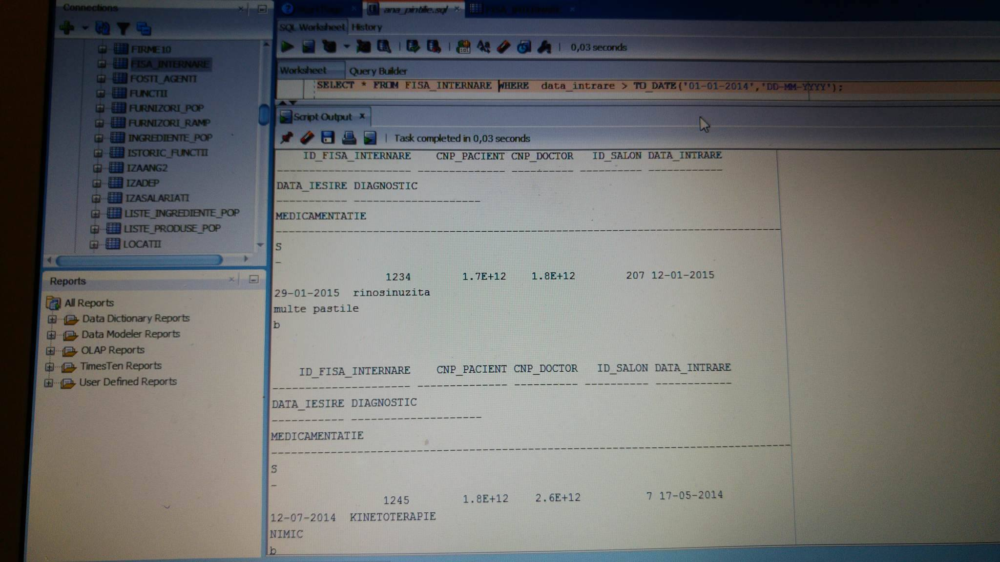 Connections
FIRME10
FISA_INTERNARE
FOSTI_AGENTI
FUNCTII
FURNIZORI_POP
FURNIZORI_RAMP
INGREDIENTE_POP
ISTORIC_FUNCTII
IZAANG2
IZADEP
IZASALARIATI
LISTE_INGREDIENTE_POP
LISTE_PRODUSE_POP
LOCATII
Reports
All Reports
Data Dictionary Reports
Data Modeler Reports
OLAP Reports
TimesTen Reports
User Defined Reports
ana_pintilie.sql
FISA_INTERNARE
SQL Worksheet History
0,03 seconds
Worksheet Query Builder
SELECT * FROM FISA_INTERNARE WHERE data_intrare > TO_DATE('01-01-2014','DD-MM-YYYY');
Script Output
Task completed in 0,03 seconds
ID_FISA_INTERNARE CNP_PACIENT CNP_DOCTOR ID_SALON DATA_INTRARE
DATA_IESIRE DIAGNOSTIC
MEDICAMENTATIE
S
1234 1.7E+12 1.8E+12 207 12-01-2015
29-01-2015 rinosinuzita
multe pastile
b
ID_FISA_INTERNARE CNP_PACIENT CNP_DOCTOR ID_SALON DATA_INTRARE
DATA_IESIRE DIAGNOSTIC
MEDICAMENTATIE
S
1245 1.8E+12 2.6E+12 7 17-05-2014
12-07-2014 KINETOTERAPIE
NIMIC
b